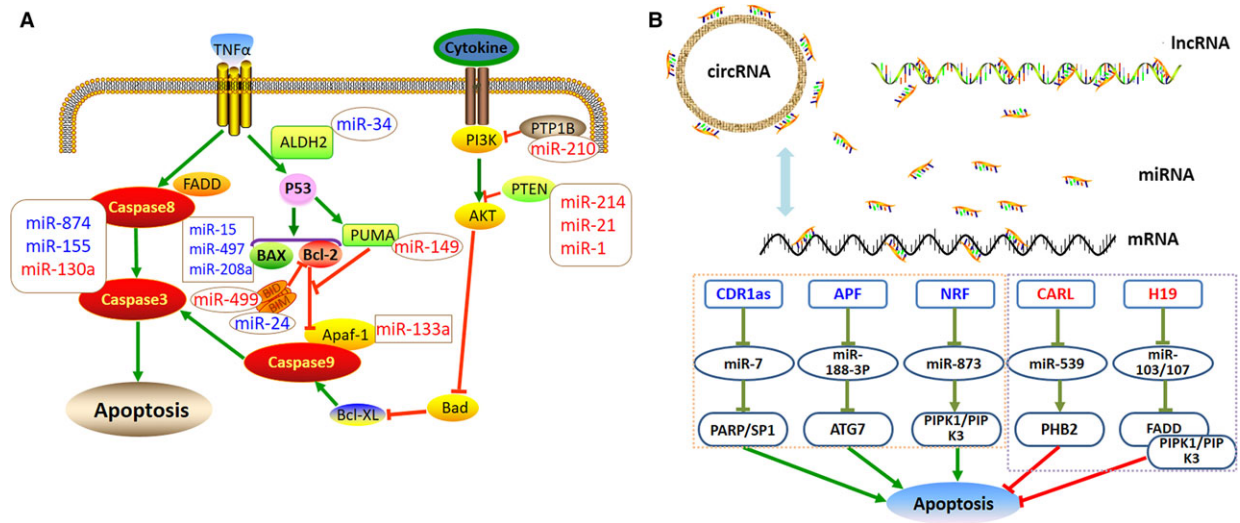 A
TNFα
Cytokine
miR-34
ALDH2
PI3K
PTP1B
miR-210
FADD
P53
PTEN
miR-214
miR-21
miR-1
Caspase8
miR-874
miR-155
miR-130a
miR-15
miR-497
miR-208a
AKT
PUMA
miR-149
BAX
Bcl-2
BID
BIM
miR-499
miR-24
Caspase3
Apaf-1
miR-133a
Caspase9
Apoptosis
Bcl-XL
Bad
B
circRNA
lncRNA
miRNA
mRNA
CDR1as
APF
NRF
CARL
H19
miR-7
miR-
188-3P
miR-873
miR-539
miR-
103/107
PARP/SP1
ATG7
PIPK1/PIP
K3
PHB2
FADD
PIPK1/PIP
K3
Apoptosis